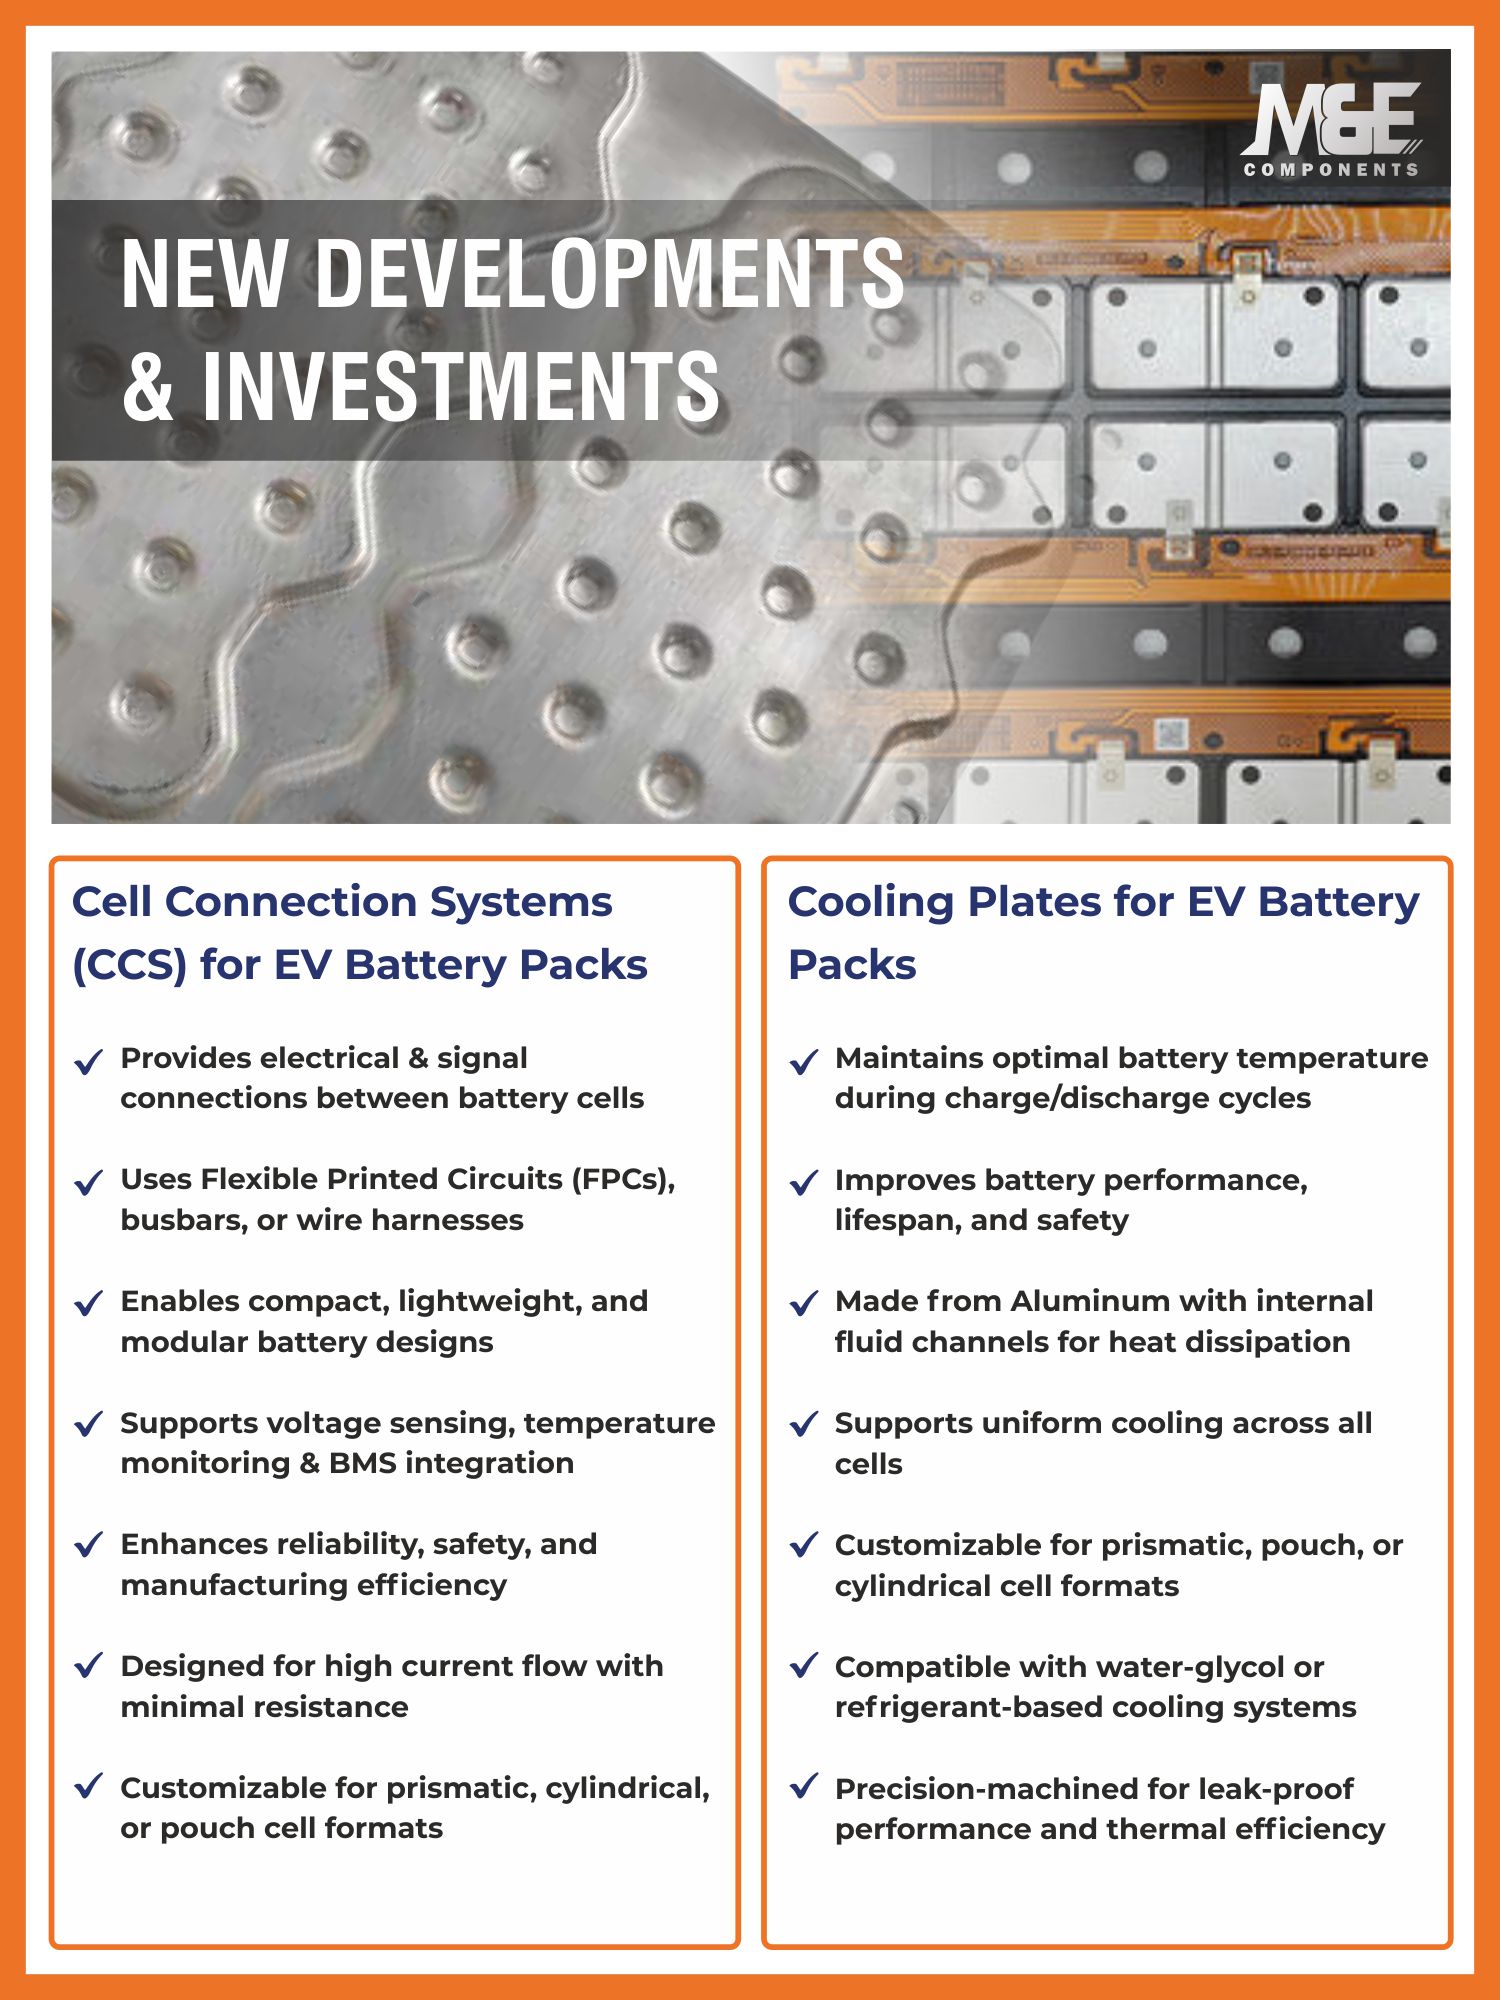 M&E
COMPONENTS
NEW DEVELOPMENTS
& INVESTMENTS
Cell Connection Systems
(CCS) for EV Battery Packs
Provides electrical & signal
connections between battery cells
Uses Flexible Printed Circuits (FPCs),
busbars, or wire harnesses
Enables compact, lightweight, and
modular battery designs
Supports voltage sensing, temperature
monitoring & BMS integration
Enhances reliability, safety, and
manufacturing efficiency
Designed for high current flow with
minimal resistance
Customizable for prismatic, cylindrical,
or pouch cell formats
Cooling Plates for EV Battery
Packs
Maintains optimal battery temperature
during charge/discharge cycles
Improves battery performance,
lifespan, and safety
Made from Aluminum with internal
fluid channels for heat dissipation
Supports uniform cooling across all
cells
Customizable for prismatic, pouch, or
cylindrical cell formats
Compatible with water-glycol or
refrigerant-based cooling systems
Precision-machined for leak-proof
performance and thermal efficiency